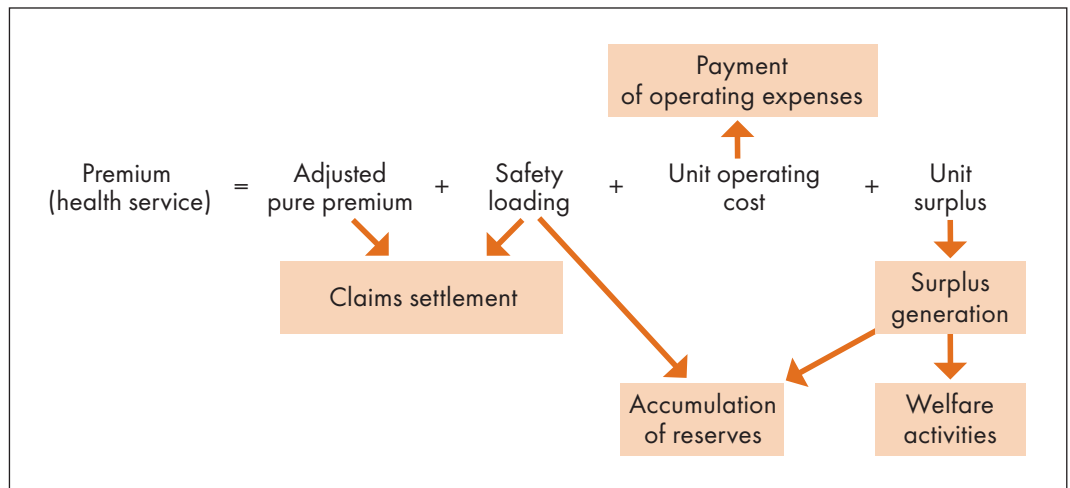 Payment
of operating expenses
Premium
(health service)
=
Adjusted
pure premium
+
Safety
loading
+
Unit operating
cost
+
Unit
surplus
Claims settlement
Surplus
generation
Accumulation
of reserves
Welfare
activities